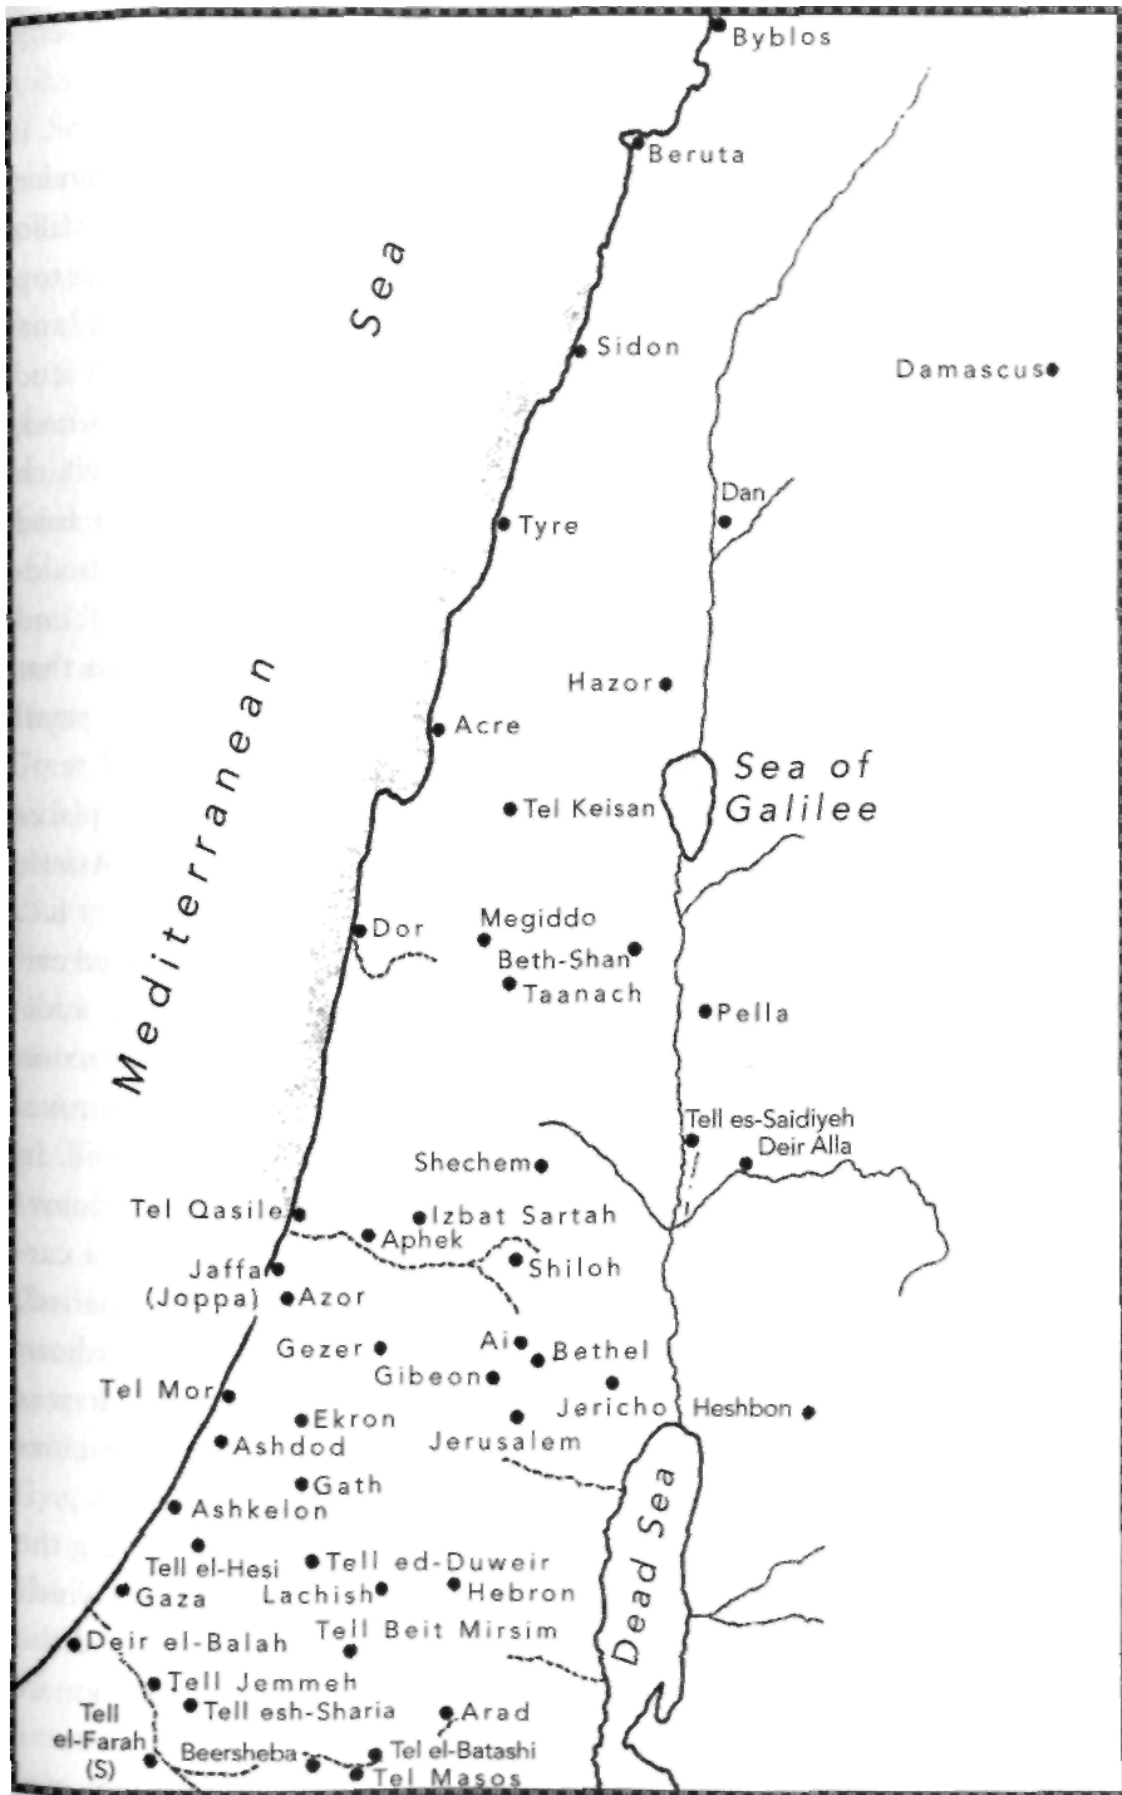 Byblos
Beruta
Sea
Sidon
Damascus
Dan
Tyre
Mediterranean
Hazor
Acre
Sea of
Galilee
Tel Keisan
Dor
Megiddo
Beth-Shan
Taanach
Pella
Tell es-Saidiyeh
Deir Alla
Shechem
Tel Qasile
Izbat Sartah
Aphek
Shiloh
Jaffa
(Joppa)
Azor
Gezer
Ai
Bethel
Gibeon
Tel Mor
Jericho
Heshbon
Ekron
Jerusalem
Ashdod
Gath
Dead Sea
Ashkelon
Tell el-Hesi
Tell ed-Duweir
Gaza
Lachish
Hebron
Tell Beit Mirsim
Deir el-Balah
Tell Jemmeh
Tell esh-Sharia
Arad
Tell
el-Farah
(S)
Beersheba
Tel el-Batashi
Tel Masos